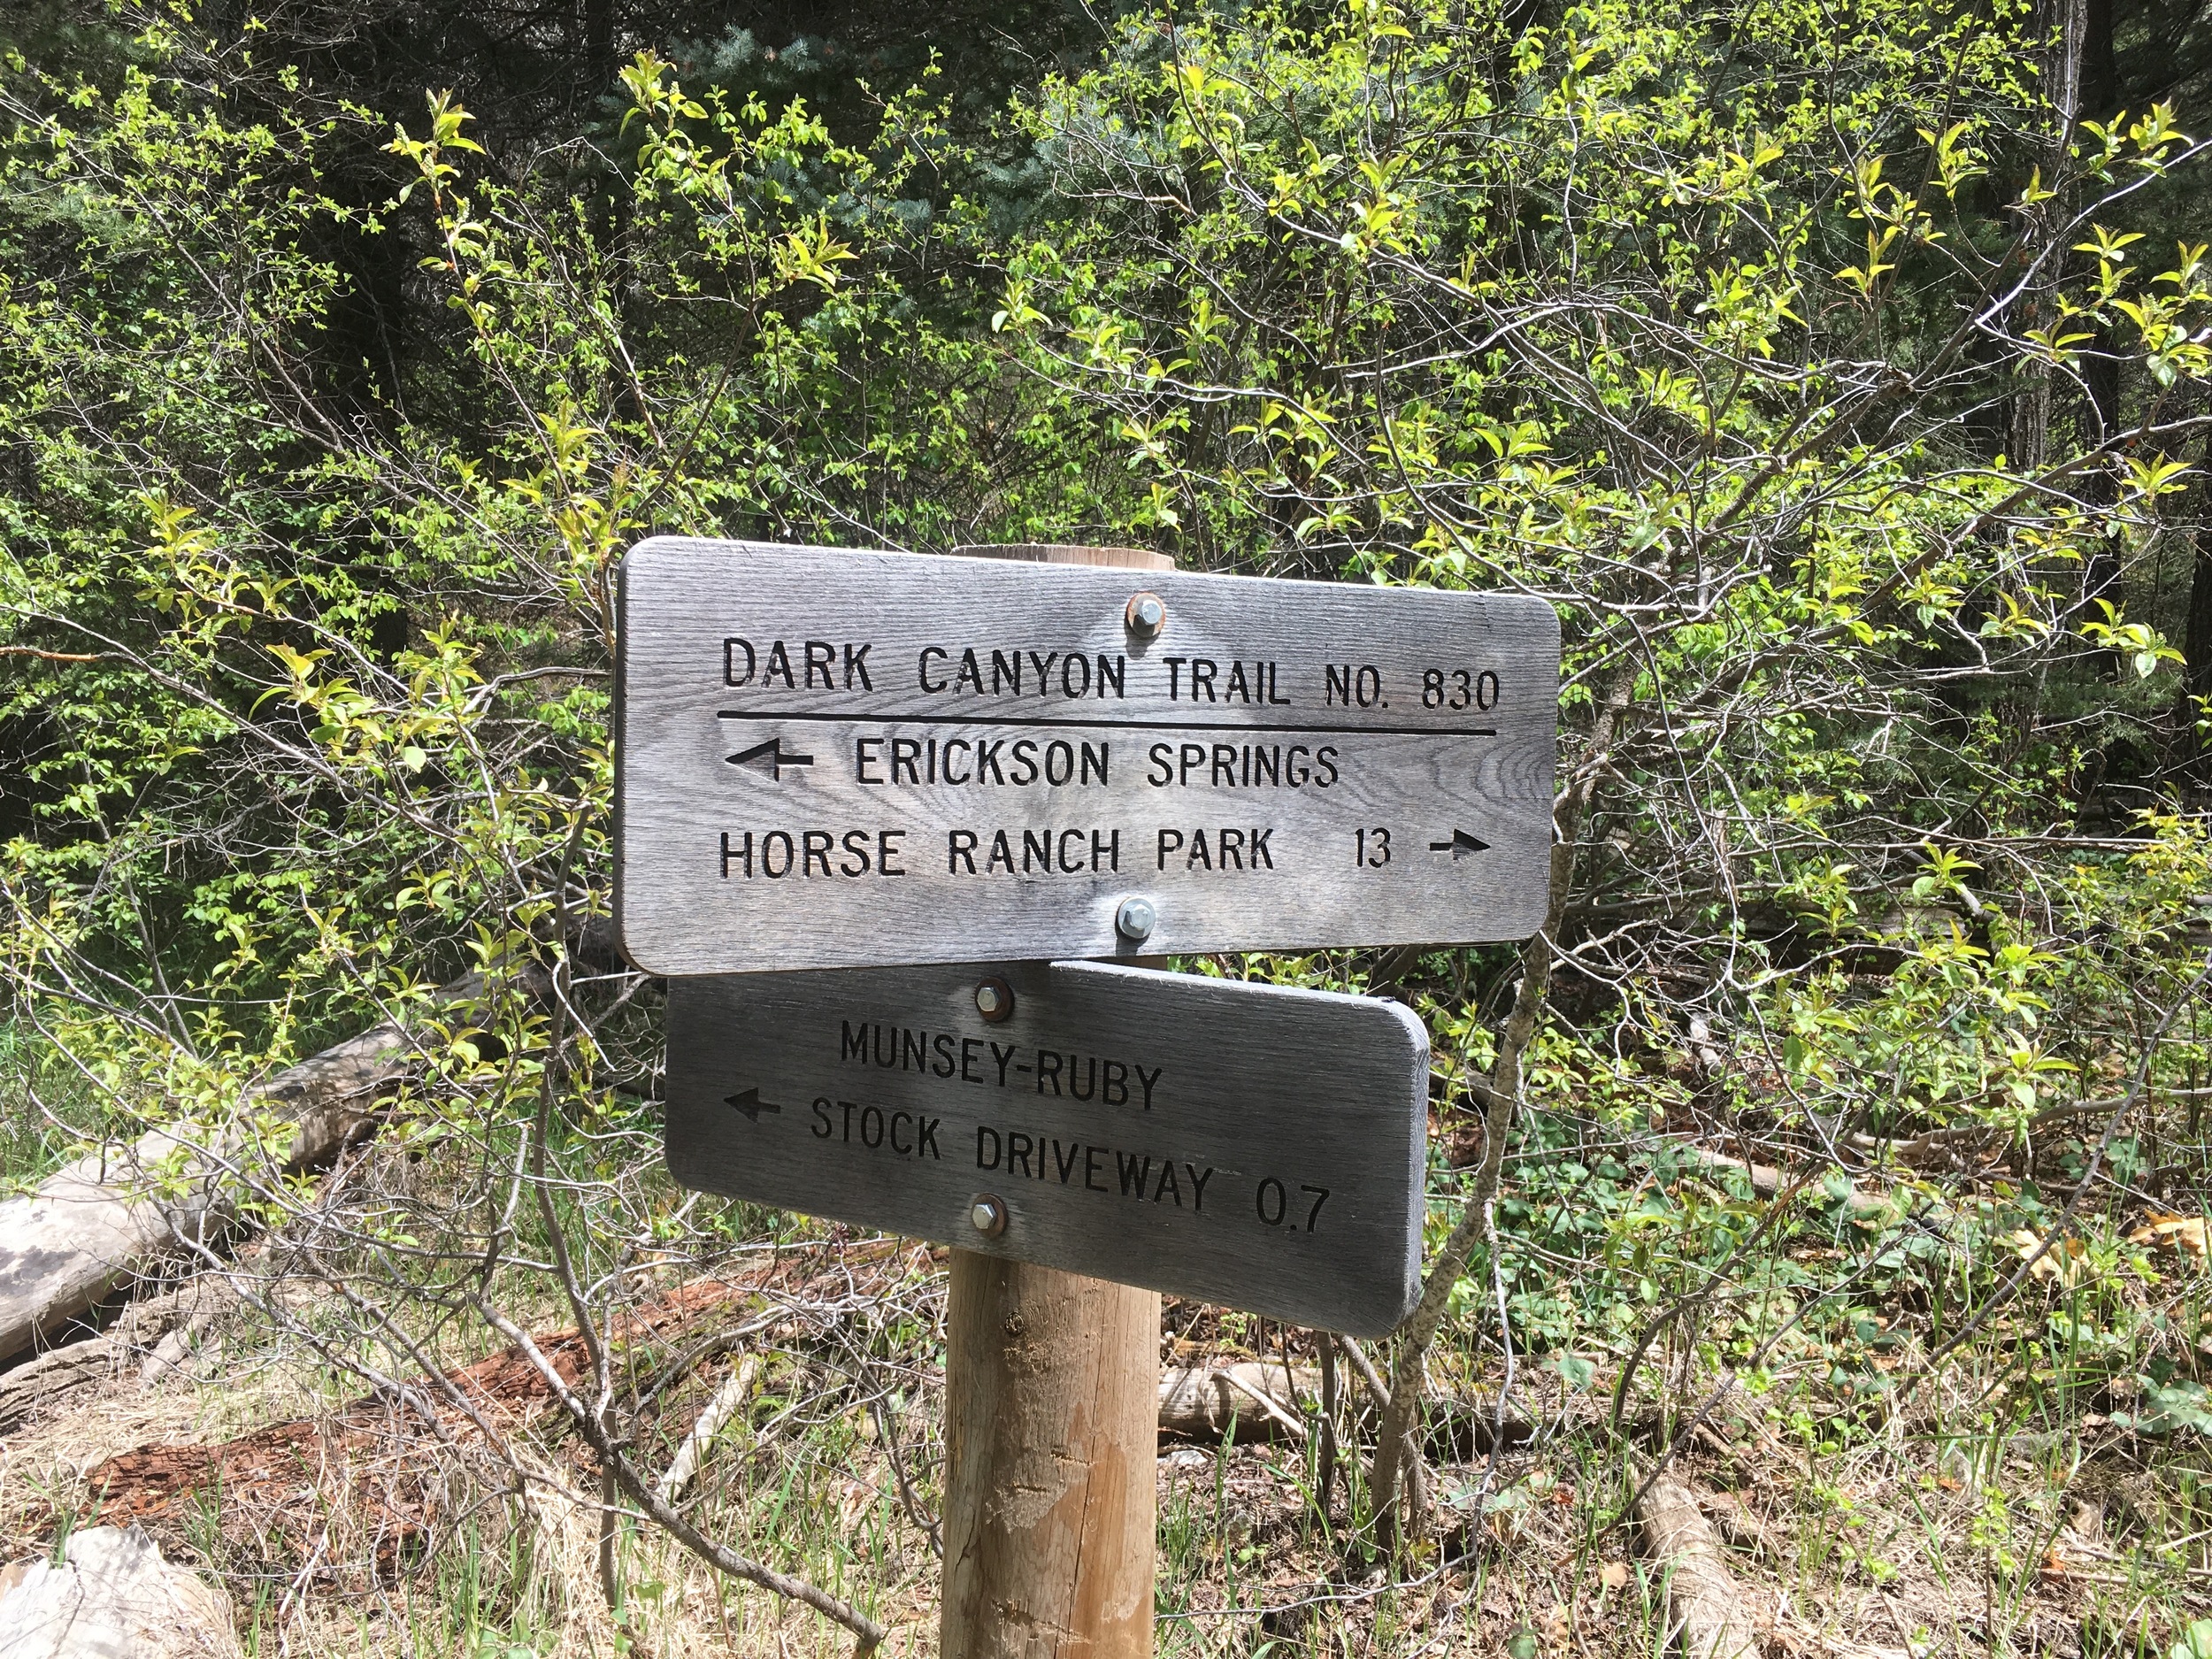 DARK CANYON TRAIL NO. 830
← ERICKSON SPRINGS
HORSE RANCH PARK 13 →
MUNSEY-RUBY
← STOCK DRIVEWAY 0.7